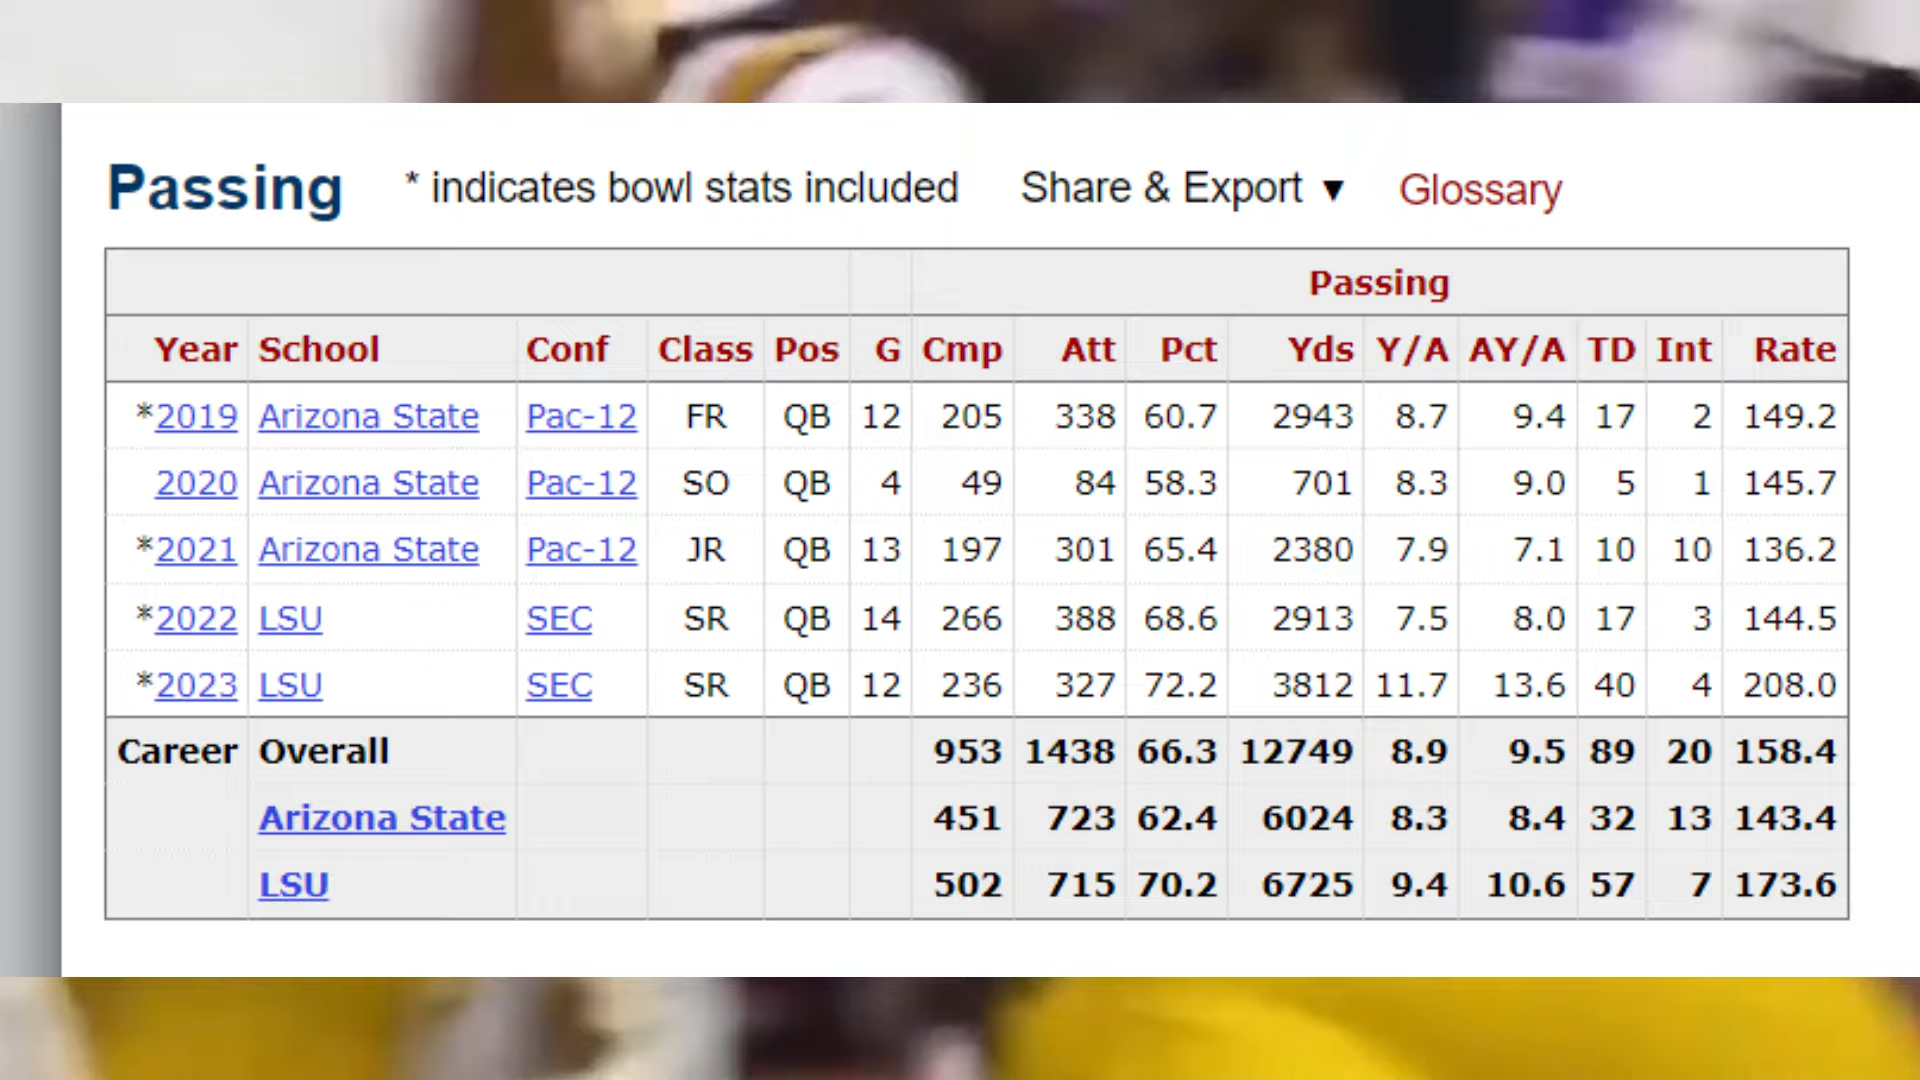 Passing * indicates bowl stats included Share & Export ▼ Glossary
Passing
Year School Conf Class Pos G Cmp Att Pct Yds Y/A AY/A TD Int Rate
*2019 Arizona State Pac-12 FR QB 12 205 338 60.7 2943 8.7 9.4 17 2 149.2
2020 Arizona State Pac-12 SO QB 4 49 84 58.3 701 8.3 9.0 5 1 145.7
*2021 Arizona State Pac-12 JR QB 13 197 301 65.4 2380 7.9 7.1 10 10 136.2
*2022 LSU SEC SR QB 14 266 388 68.6 2913 7.5 8.0 17 3 144.5
*2023 LSU SEC SR QB 12 236 327 72.2 3812 11.7 13.6 40 4 208.0
Career Overall 953 1438 66.3 12749 8.9 9.5 89 20 158.4
Arizona State 451 723 62.4 6024 8.3 8.4 32 13 143.4
LSU 502 715 70.2 6725 9.4 10.6 57 7 173.6